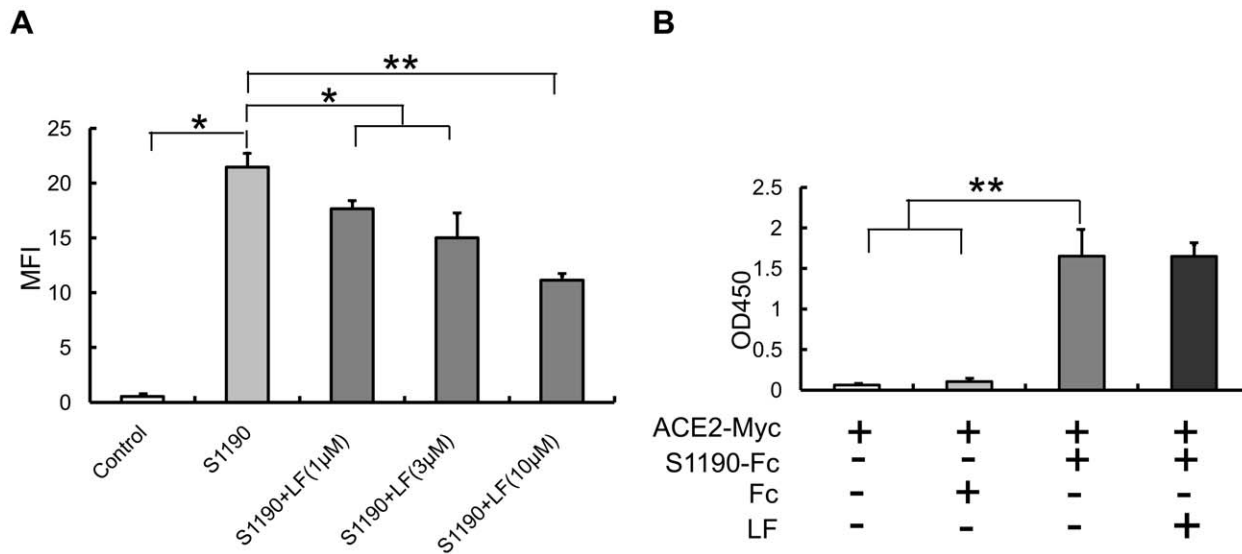 A
**
*
*
25
20
15
10
5
0
MFI
Control
S1190
S1190+LF(1μM)
S1190+LF(3μM)
S1190+LF(10μM)
B
**
2.5
2
1.5
1
0.5
0
OD450
ACE2-Myc + + + +
S1190-Fc - - + +
Fc - + - -
LF - - - +